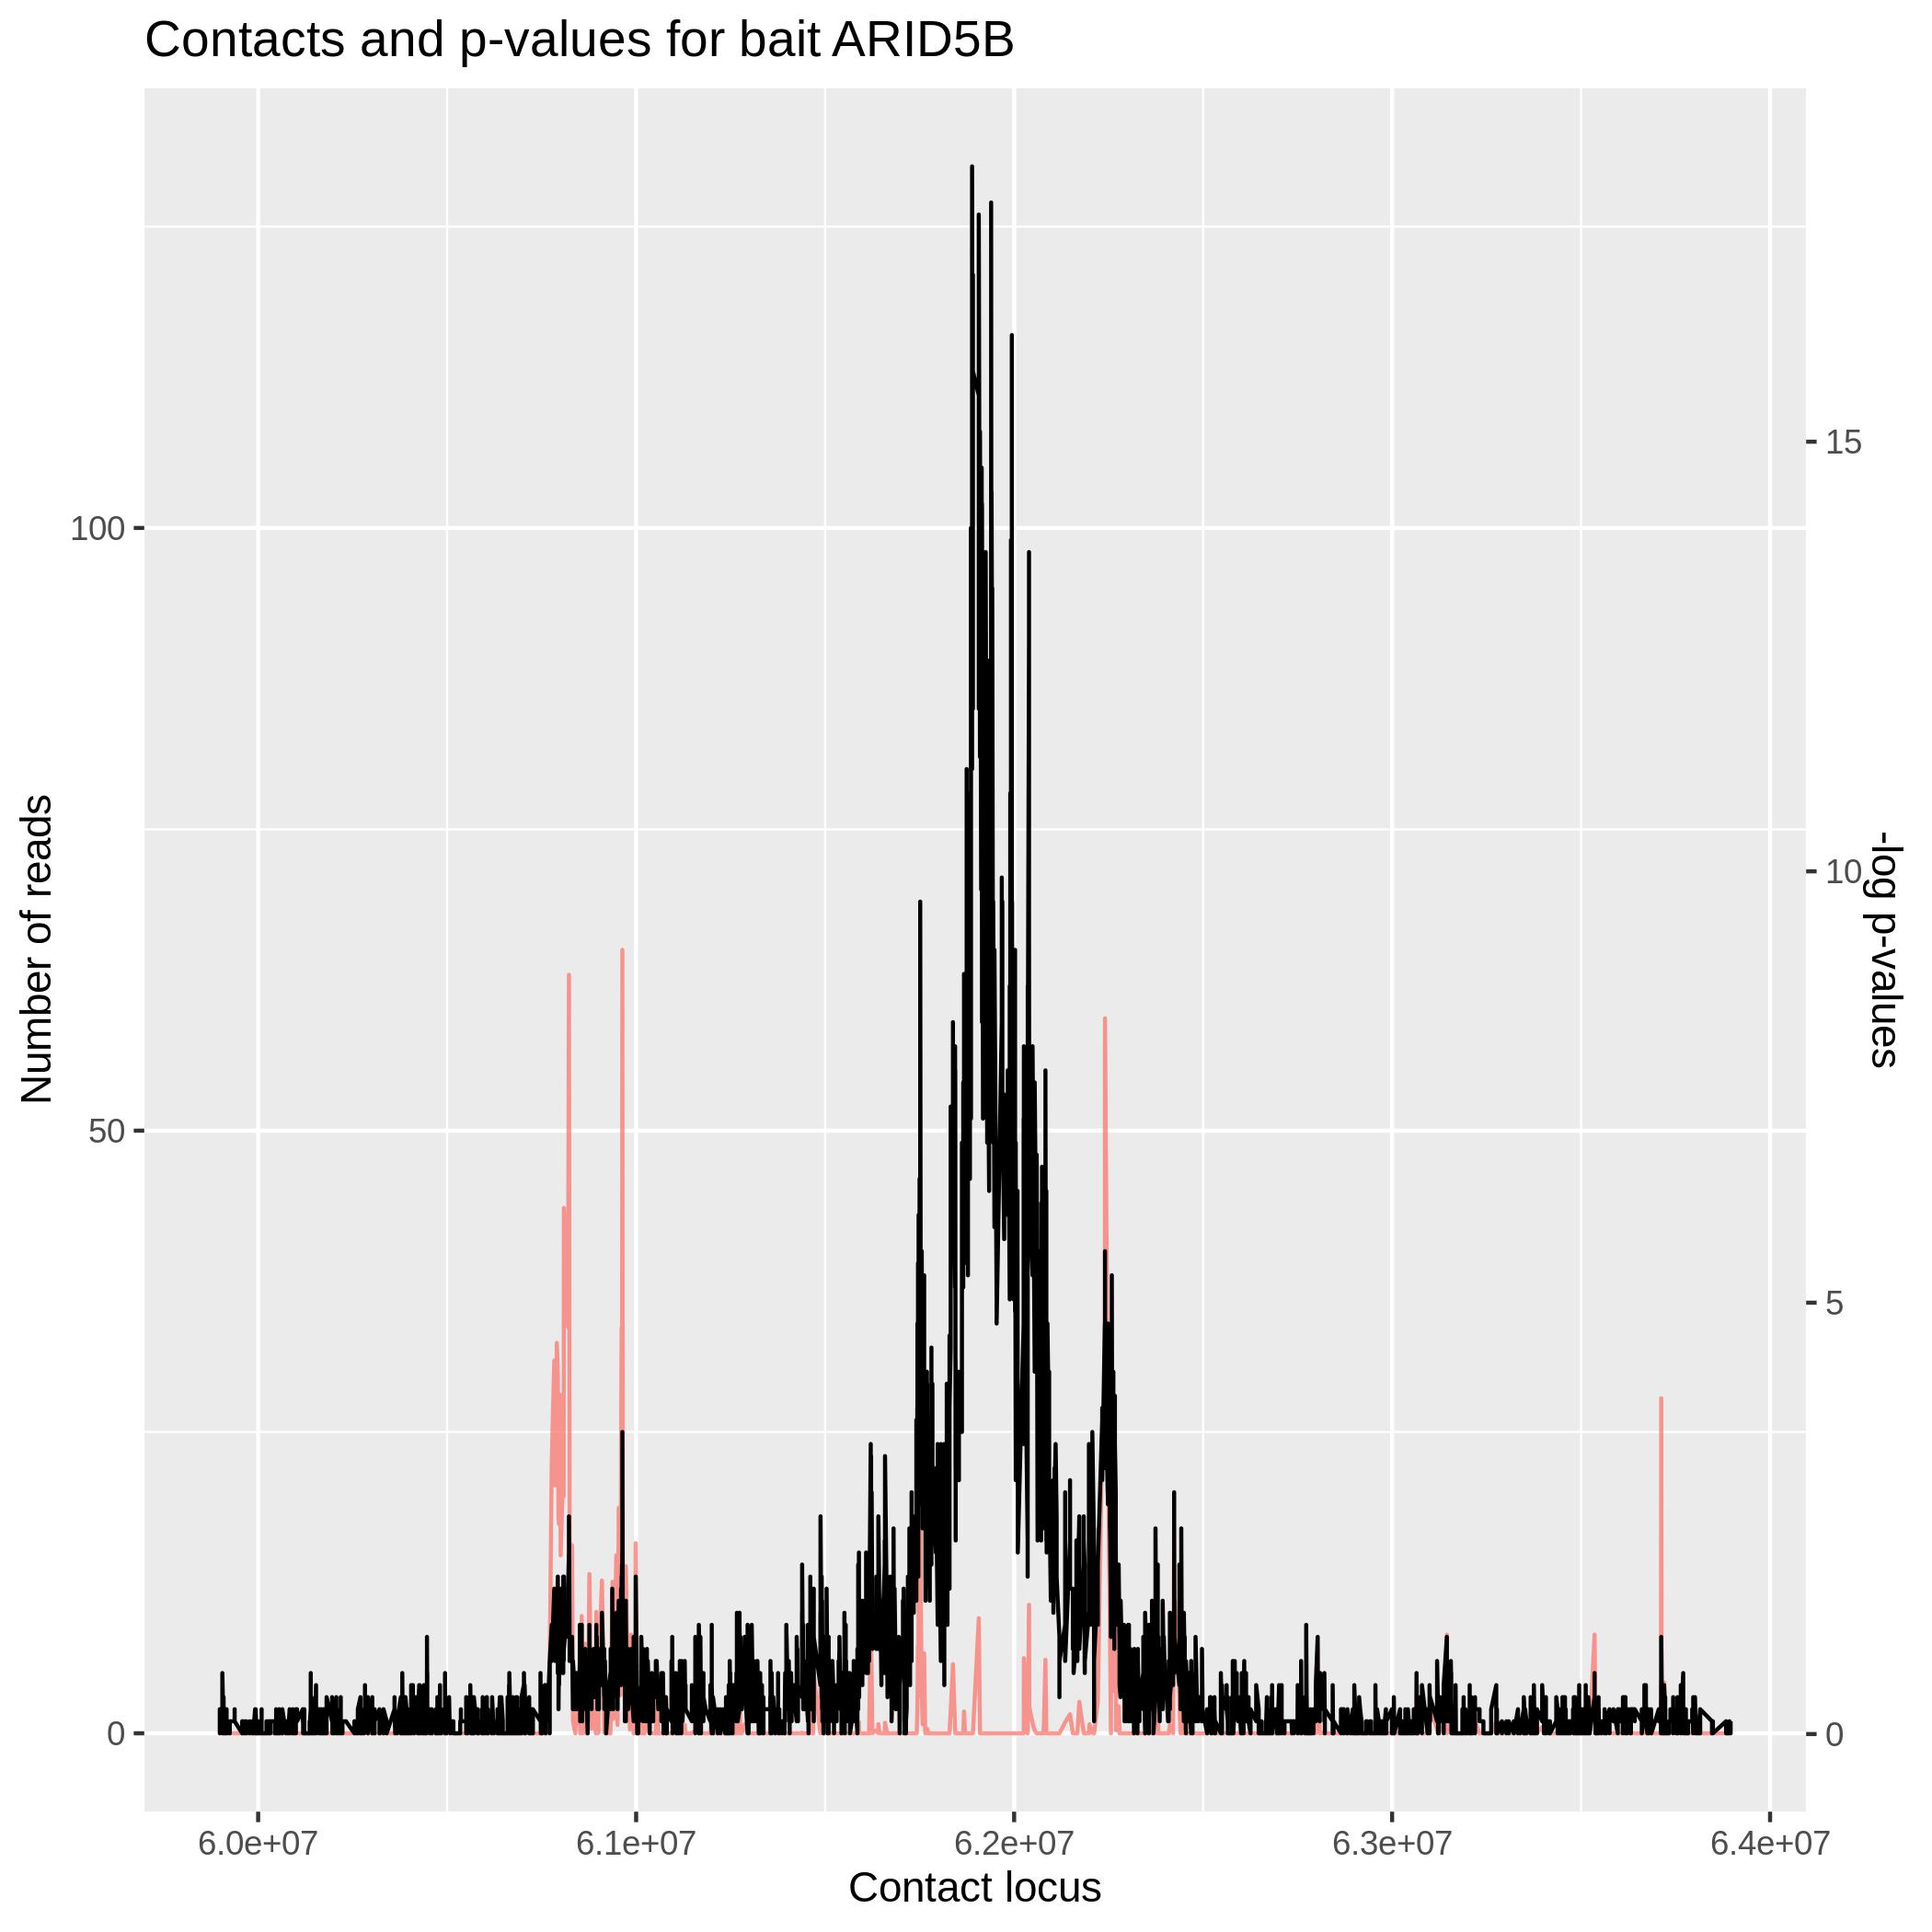 Contacts and p-values for bait ARID5B
Number of reads
100
50
0
15
10
5
0
-log p-values
6.0e+07
6.1e+07
6.2e+07
6.3e+07
6.4e+07
Contact locus